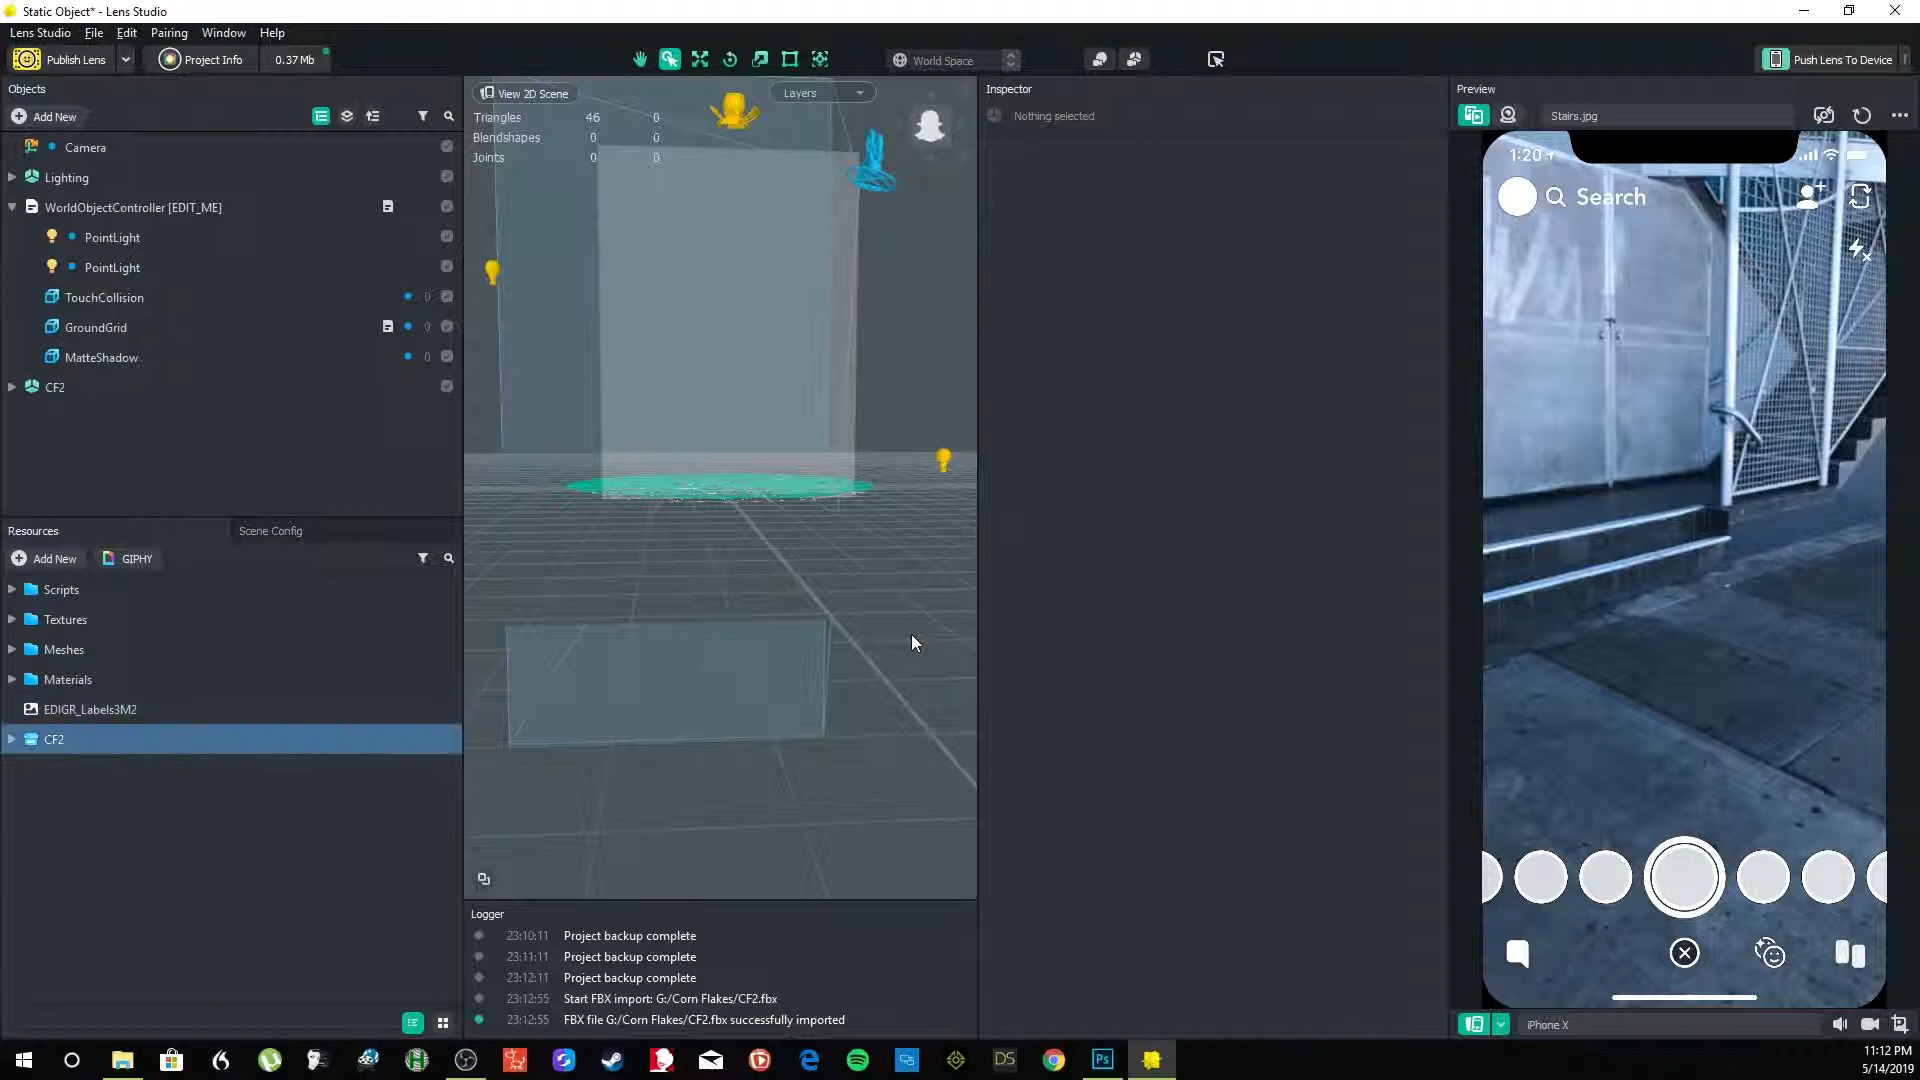 Static Object* - Lens Studio
Lens Studio File Edit Pairing Window Help
Publish Lens Project Info 0.37 Mb World Space Push Lens To Device
Objects
Add New
Camera
Lighting
WorldObjectController [EDIT_ME]
PointLight
PointLight
TouchCollision 0
GroundGrid 0
MatteShadow 0
CF2
Resources Scene Config
Add New GIPHY
Scripts
Textures
Meshes
Materials
EDIGR_Labels3M2
CF2
View 2D Scene Layers
Triangles 46 0
Blendshapes 0 0
Joints 0 0
Logger
23:10:11 Project backup complete
23:11:11 Project backup complete
23:12:11 Project backup complete
23:12:55 Start FBX import: G:/Corn Flakes/CF2.fbx
23:12:55 FBX file G:/Corn Flakes/CF2.fbx successfully imported
Inspector
Nothing selected
Preview
Stairs.jpg
1:20
Search
iPhone X
DS
Ps
11:12 PM
5/14/2019